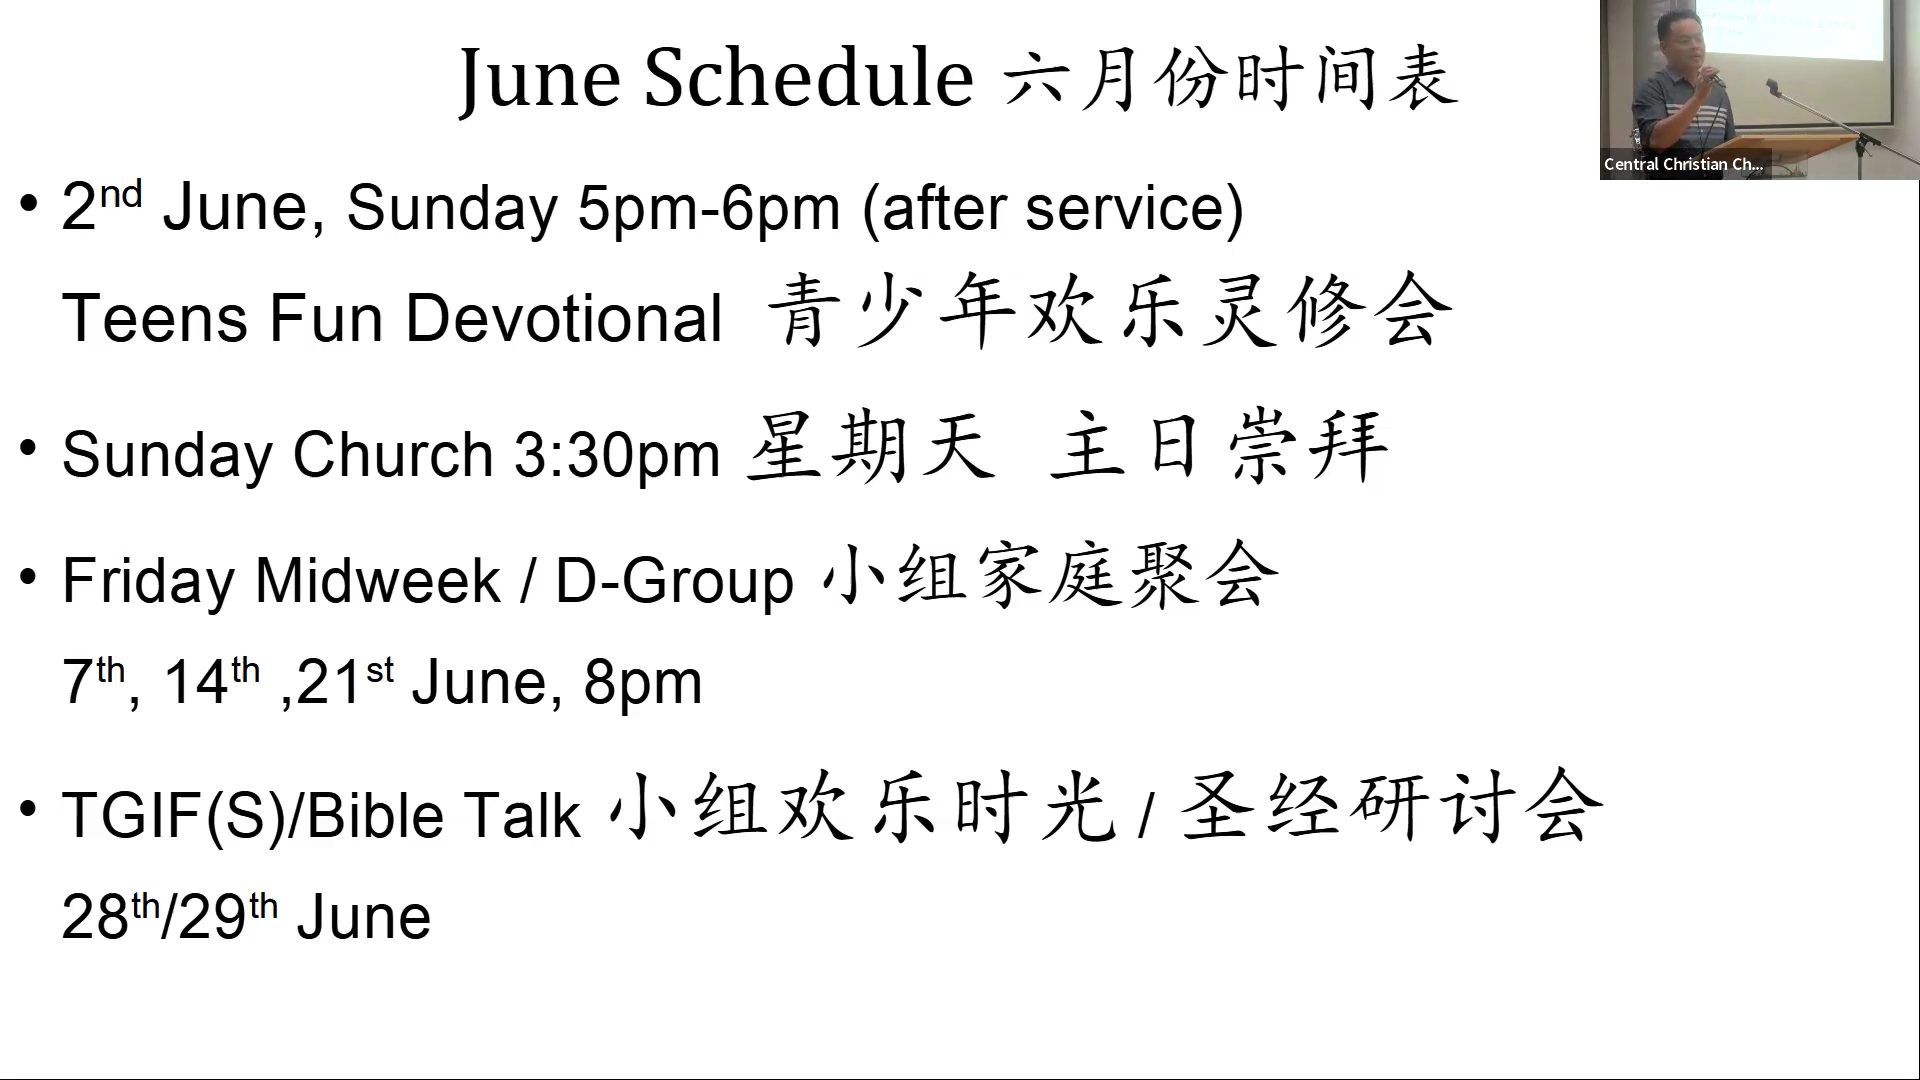 June Schedule 六月份时间表
Central Christian Ch...
• 2nd June, Sunday 5pm-6pm (after service)
Teens Fun Devotional 青少年欢乐灵修会
• Sunday Church 3:30pm 星期天 主日崇拜
• Friday Midweek / D-Group 小组家庭聚会
7th, 14th ,21st June, 8pm
• TGIF(S)/Bible Talk 小组欢乐时光 / 圣经研讨会
28th/29th June